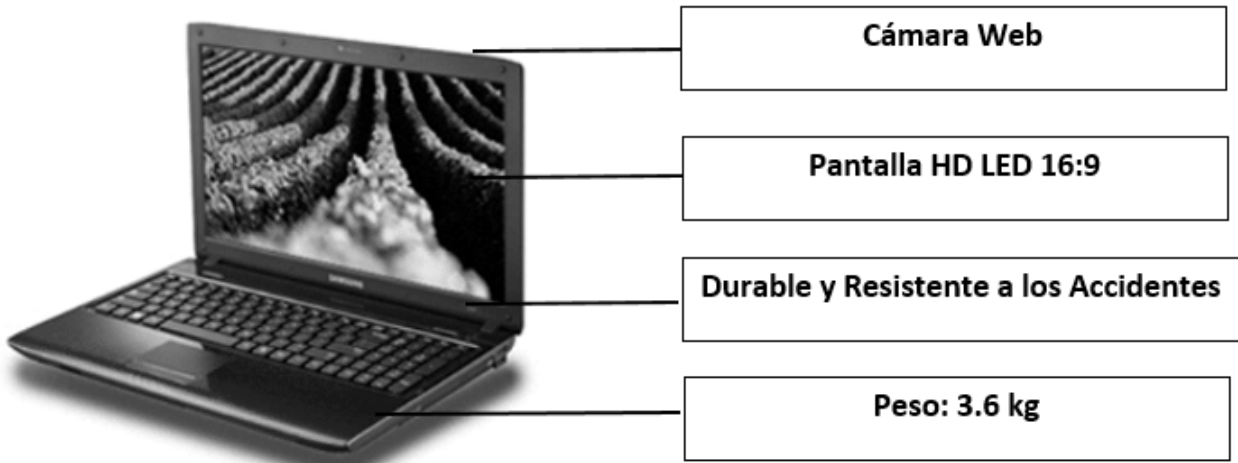 Cámara Web
Pantalla HD LED 16:9
SAMSUNG
Durable y Resistente a los Accidentes
Peso: 3.6 kg